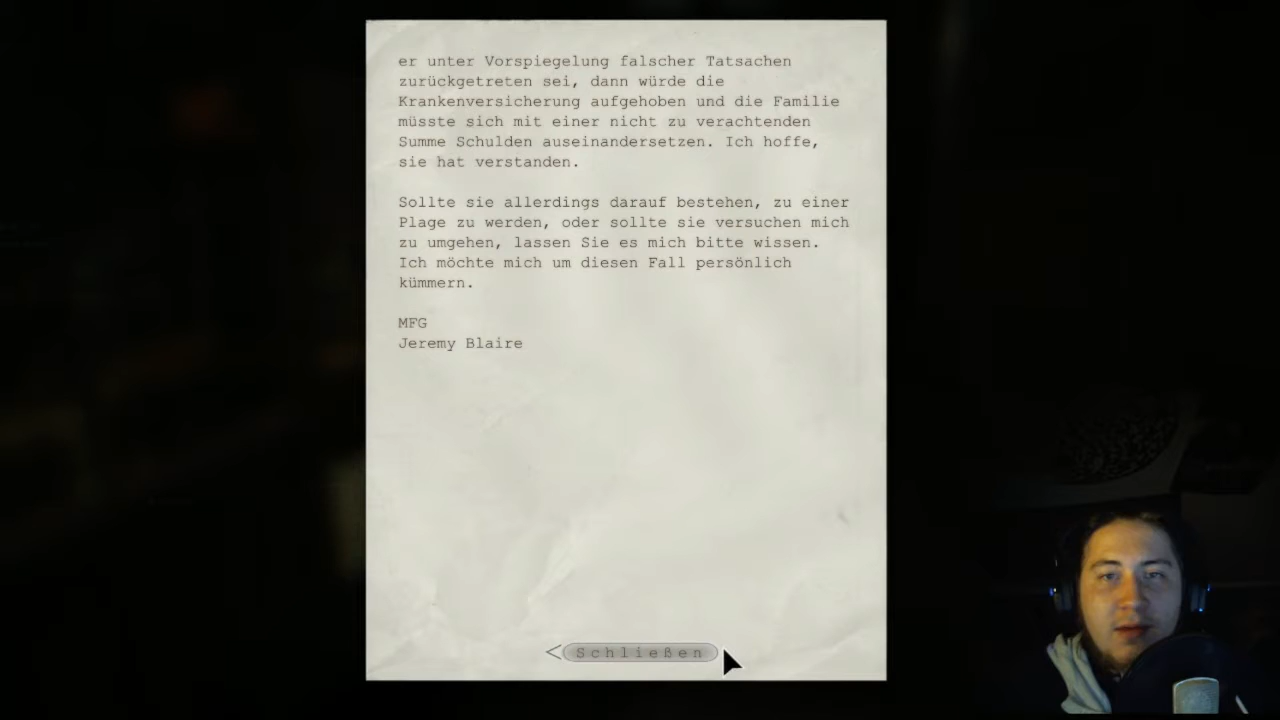 er unter Vorspiegelung falscher Tatsachen
zurückgetreten sei, dann würde die
Krankenversicherung aufgehoben und die Familie
müsste sich mit einer nicht zu verachtenden
Summe Schulden auseinandersetzen. Ich hoffe,
sie hat verstanden.
Sollte sie allerdings darauf bestehen, zu einer
Plage zu werden, oder sollte sie versuchen mich
zu umgehen, lassen Sie es mich bitte wissen.
Ich möchte mich um diesen Fall persönlich
kümmern.
MFG
Jeremy Blaire
< Schließen